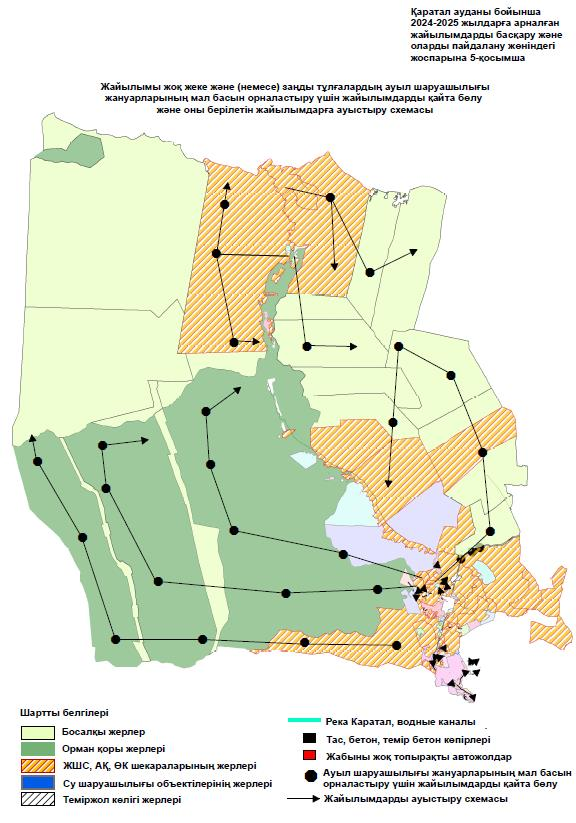 Қаратал ауданы бойынша
2024-2025 жылдарға арналған
жайылымдарды басқару және
оларды пайдалану жөніндегі
жоспарына 5-қосымша
Жайылымы жоқ жеке және (немесе) заңды тұлғалардың ауыл шаруашылығы
жануарларының мал басын орналастыру үшін жайылымдарды қайта бөлу
және оны берілетін жайылымдарға ауыстыру схемасы
Шартты белгілері
Босалқы жерлер
Орман қоры жерлері
ЖШС, АҚ, ӨК шекараларының жерлері
Су шаруашылығы объектілерінің жерлері
Теміржол көлігі жерлері
Река Каратал, водные каналы
Тас, бетон, темір бетон көпірлері
Жабыны жоқ топырақты автожолдар
Ауыл шаруашылығы жануарларының мал басын
орналастыру үшін жайылымдарды қайта бөлу
Жайылымдарды ауыстыру схемасы